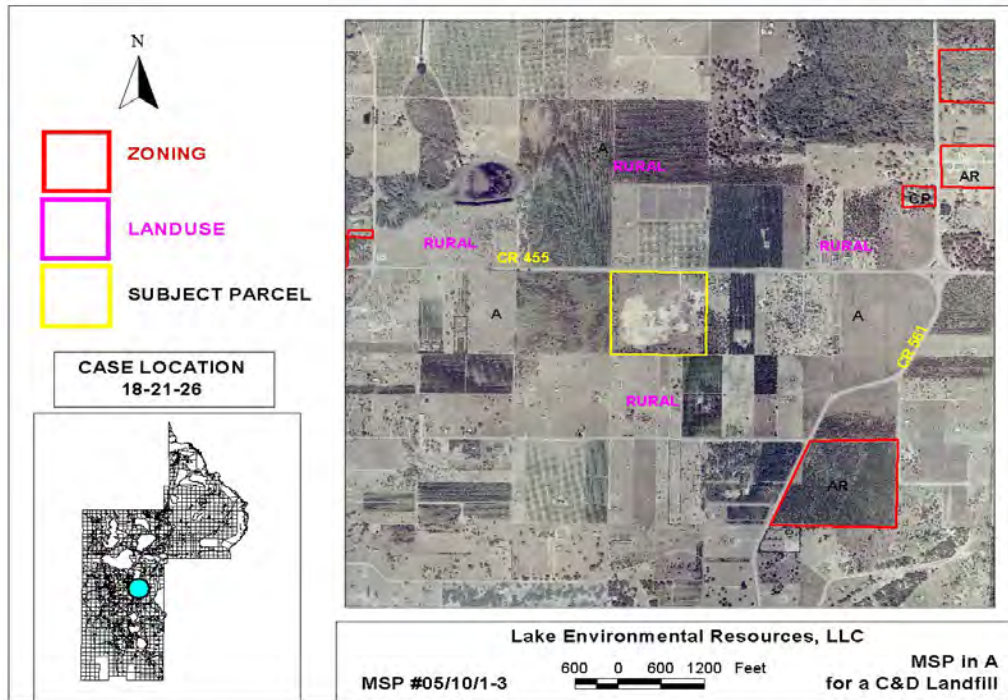 N
ZONING
LANDUSE
SUBJECT PARCEL
CASE LOCATION
18-21-26
A
RURAL
AR
CP
RURAL
RURAL
CR 455
A
A
CR 561
RURAL
AR
Lake Environmental Resources, LLC
MSP #05/10/1-3
600 0 600 1200 Feet
MSP in A
for a C&D Landfill